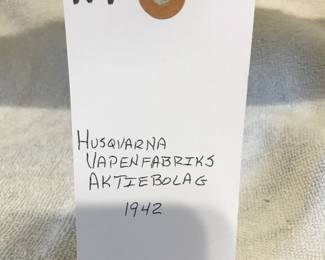 HUSQVARNA
VAPENFABRIKS
AKTIEBOLAG
1942